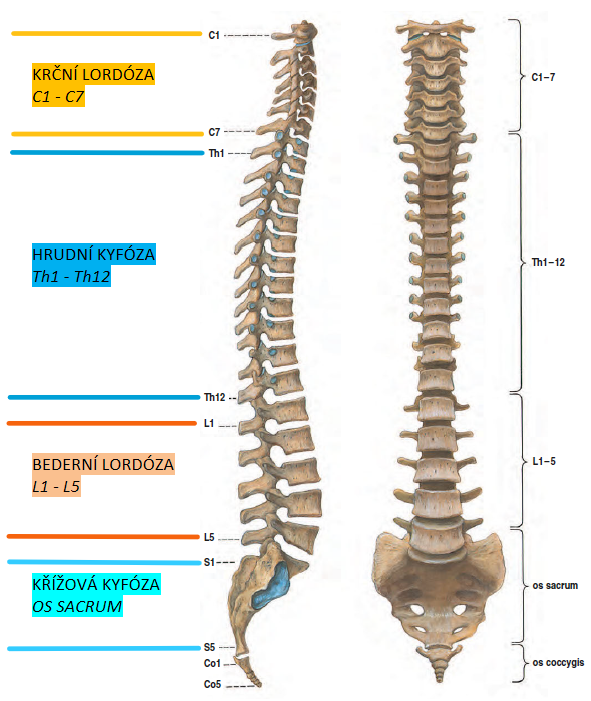 C1
KRČNÍ LORDÓZA
C1 - C7
C7
Th1
HRUDNÍ KYFÓZA
Th1 - Th12
Th12
L1
BEDERNÍ LORDÓZA
L1 - L5
L5
S1
KŘÍŽOVÁ KYFÓZA
OS SACRUM
S5
Co1
Co5
C1–7
Th1–12
L1–5
os sacrum
os coccygis